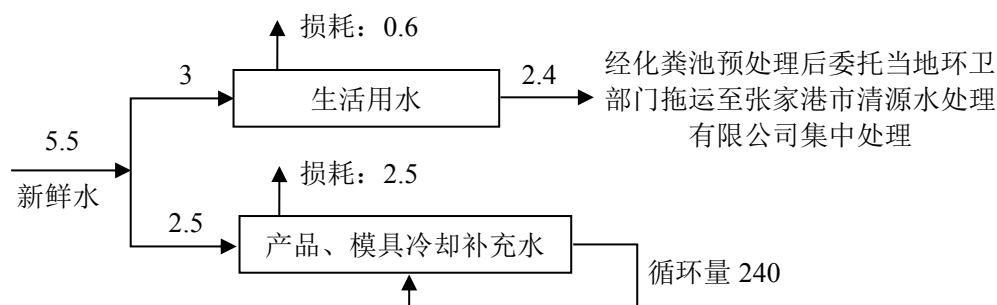 损耗：0.6
3
生活用水
2.4
经化粪池预处理后委托当地环卫
部门拖运至张家港市清源水处理
有限公司集中处理
5.5
新鲜水
损耗：2.5
2.5
产品、模具冷却补充水
循环量 240